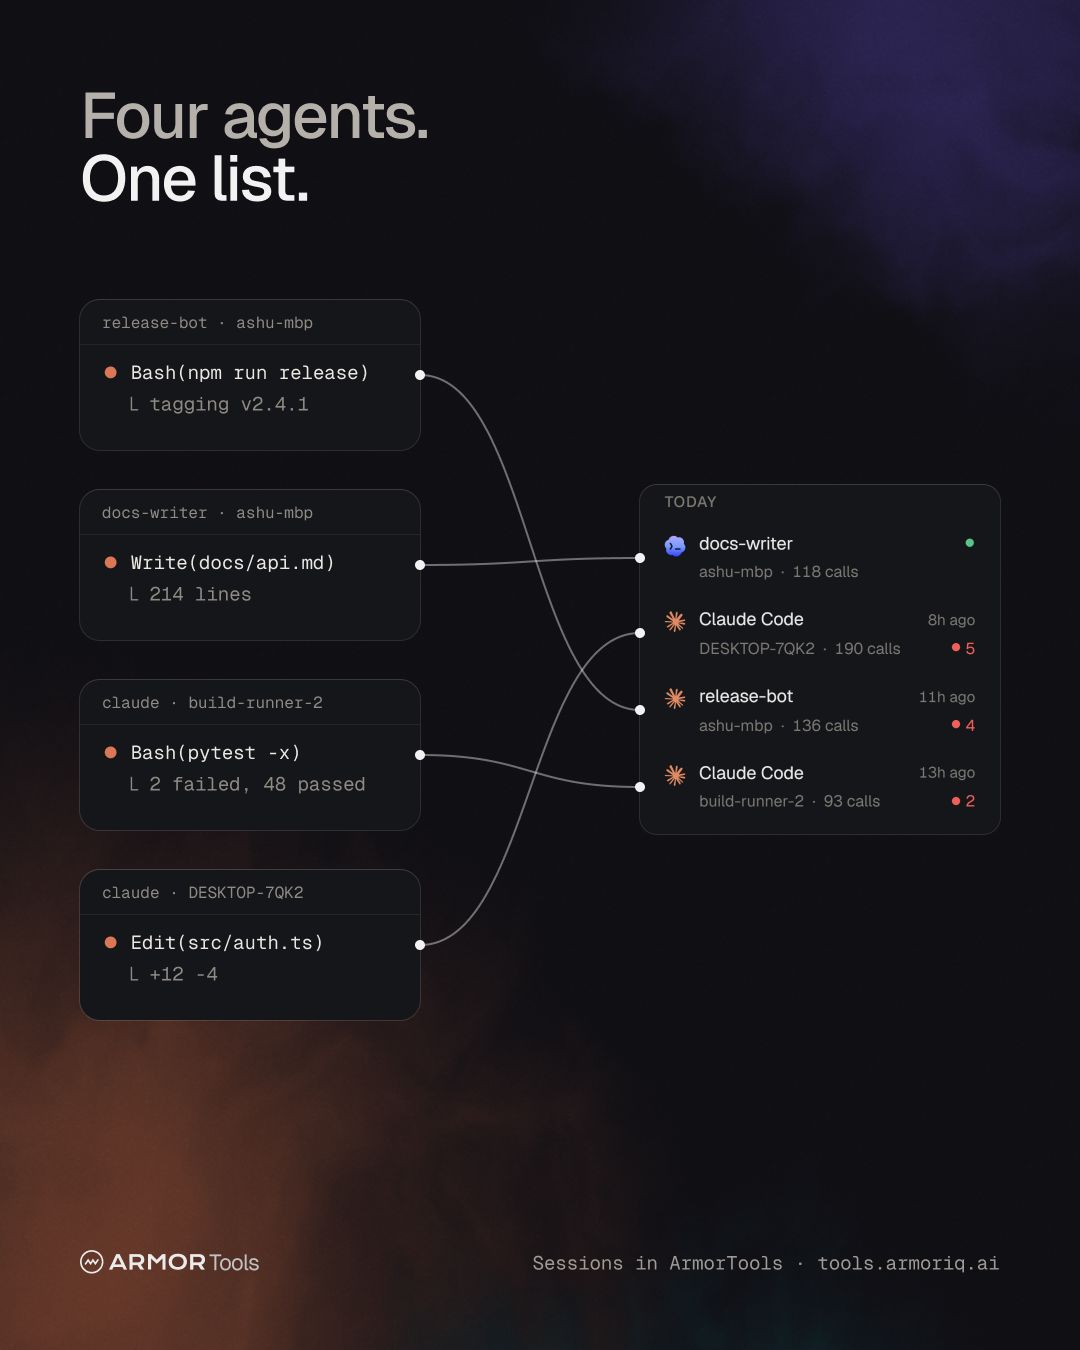 Four agents.
One list.
release-bot · ashu-mbp
Bash(npm run release)
L tagging v2.4.1
docs-writer · ashu-mbp
Write(docs/api.md)
L 214 lines
claude · build-runner-2
Bash(pytest -x)
L 2 failed, 48 passed
claude · DESKTOP-7QK2
Edit(src/auth.ts)
L +12 -4
TODAY
docs-writer
ashu-mbp · 118 calls
Claude Code 8h ago
DESKTOP-7QK2 · 190 calls 5
release-bot 11h ago
ashu-mbp · 136 calls 4
Claude Code 13h ago
build-runner-2 · 93 calls 2
ARMOR Tools
Sessions in ArmorTools · tools.armoriq.ai